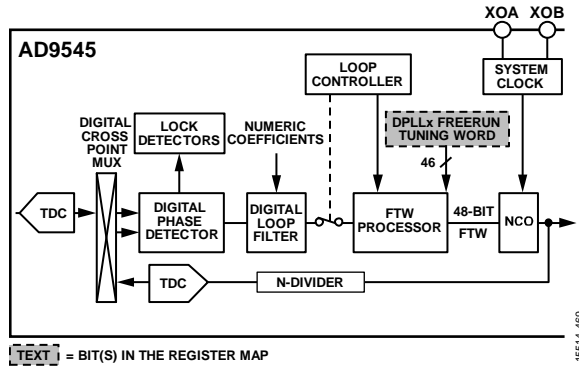 XOA XOB
AD9545
LOOP
CONTROLLER
SYSTEM
CLOCK
DIGITAL
CROSS
POINT
MUX
LOCK
DETECTORS
NUMERIC
COEFFICIENTS
DPLLx FREERUN
TUNING WORD
46
TDC
DIGITAL
PHASE
DETECTOR
DIGITAL
LOOP
FILTER
FTW
PROCESSOR
48-BIT
FTW
NCO
TDC
N-DIVIDER
TEXT = BIT(S) IN THE REGISTER MAP
15514-469